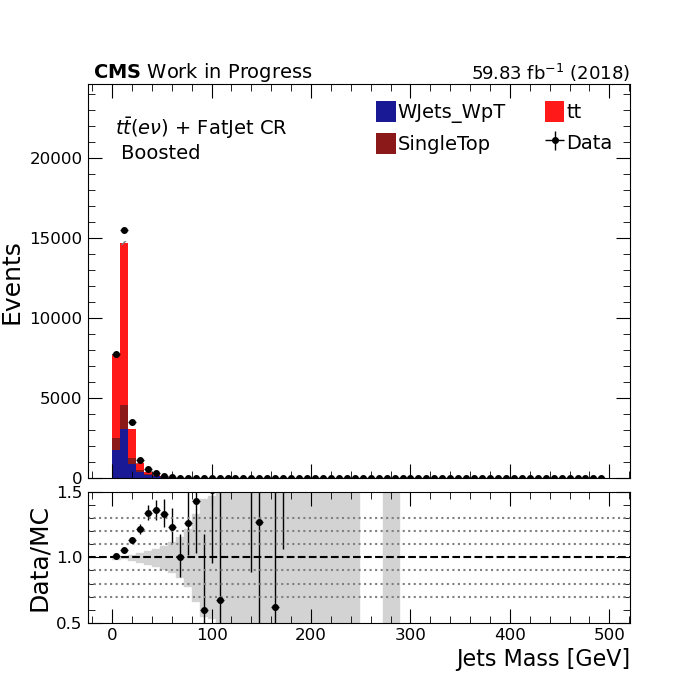 CMS Work in Progress 59.83 fb⁻¹ (2018)
tt̄(eν) + FatJet CR
Boosted
WJets_WpT tt
SingleTop Data
Events
20000
15000
10000
5000
0
Data/MC
1.5
1.0
0.5
0 100 200 300 400 500
Jets Mass [GeV]